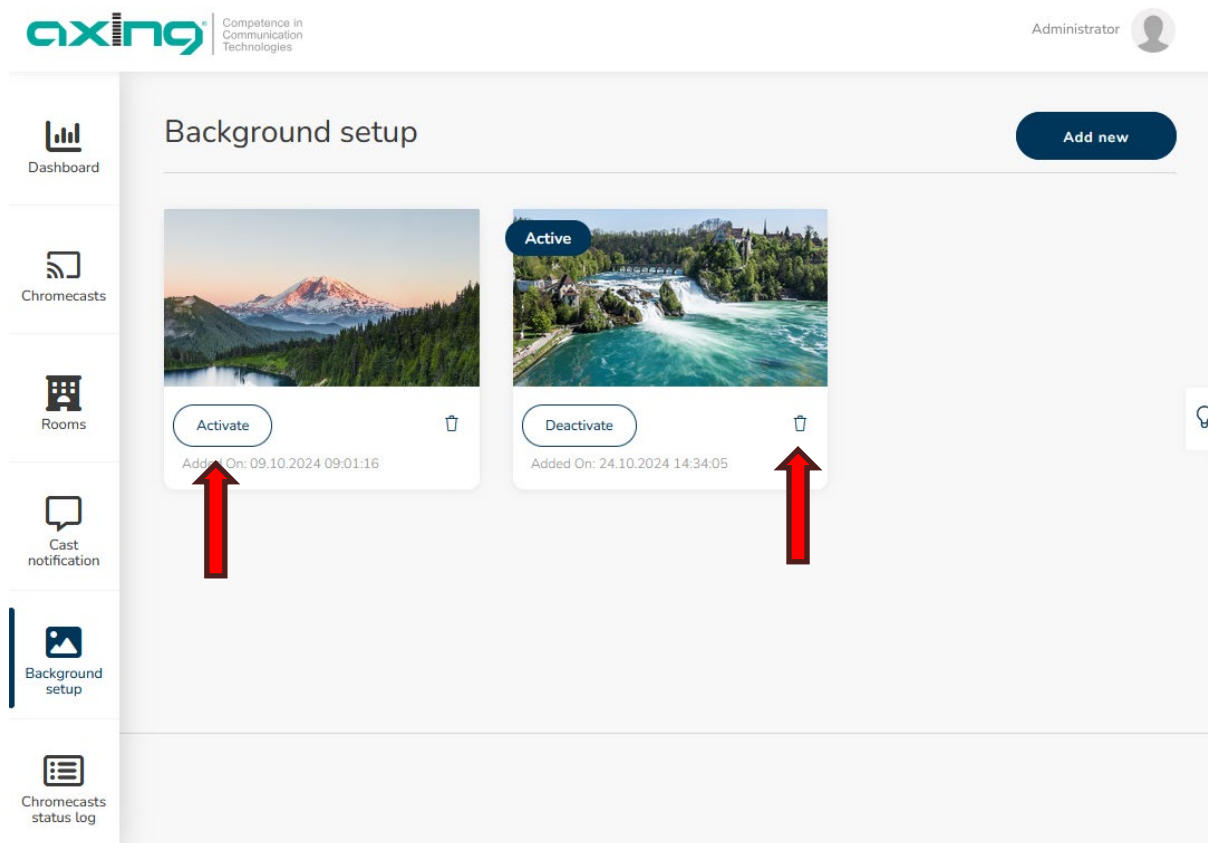 axing
Competence in
Communication
Technologies
Administrator
Dashboard
Chromecasts
Rooms
Cast
notification
Background
setup
Chromecasts
status log
Background setup
Add new
Activate
Added On: 09.10.2024 09:01:16
Active
Deactivate
Added On: 24.10.2024 14:34:05